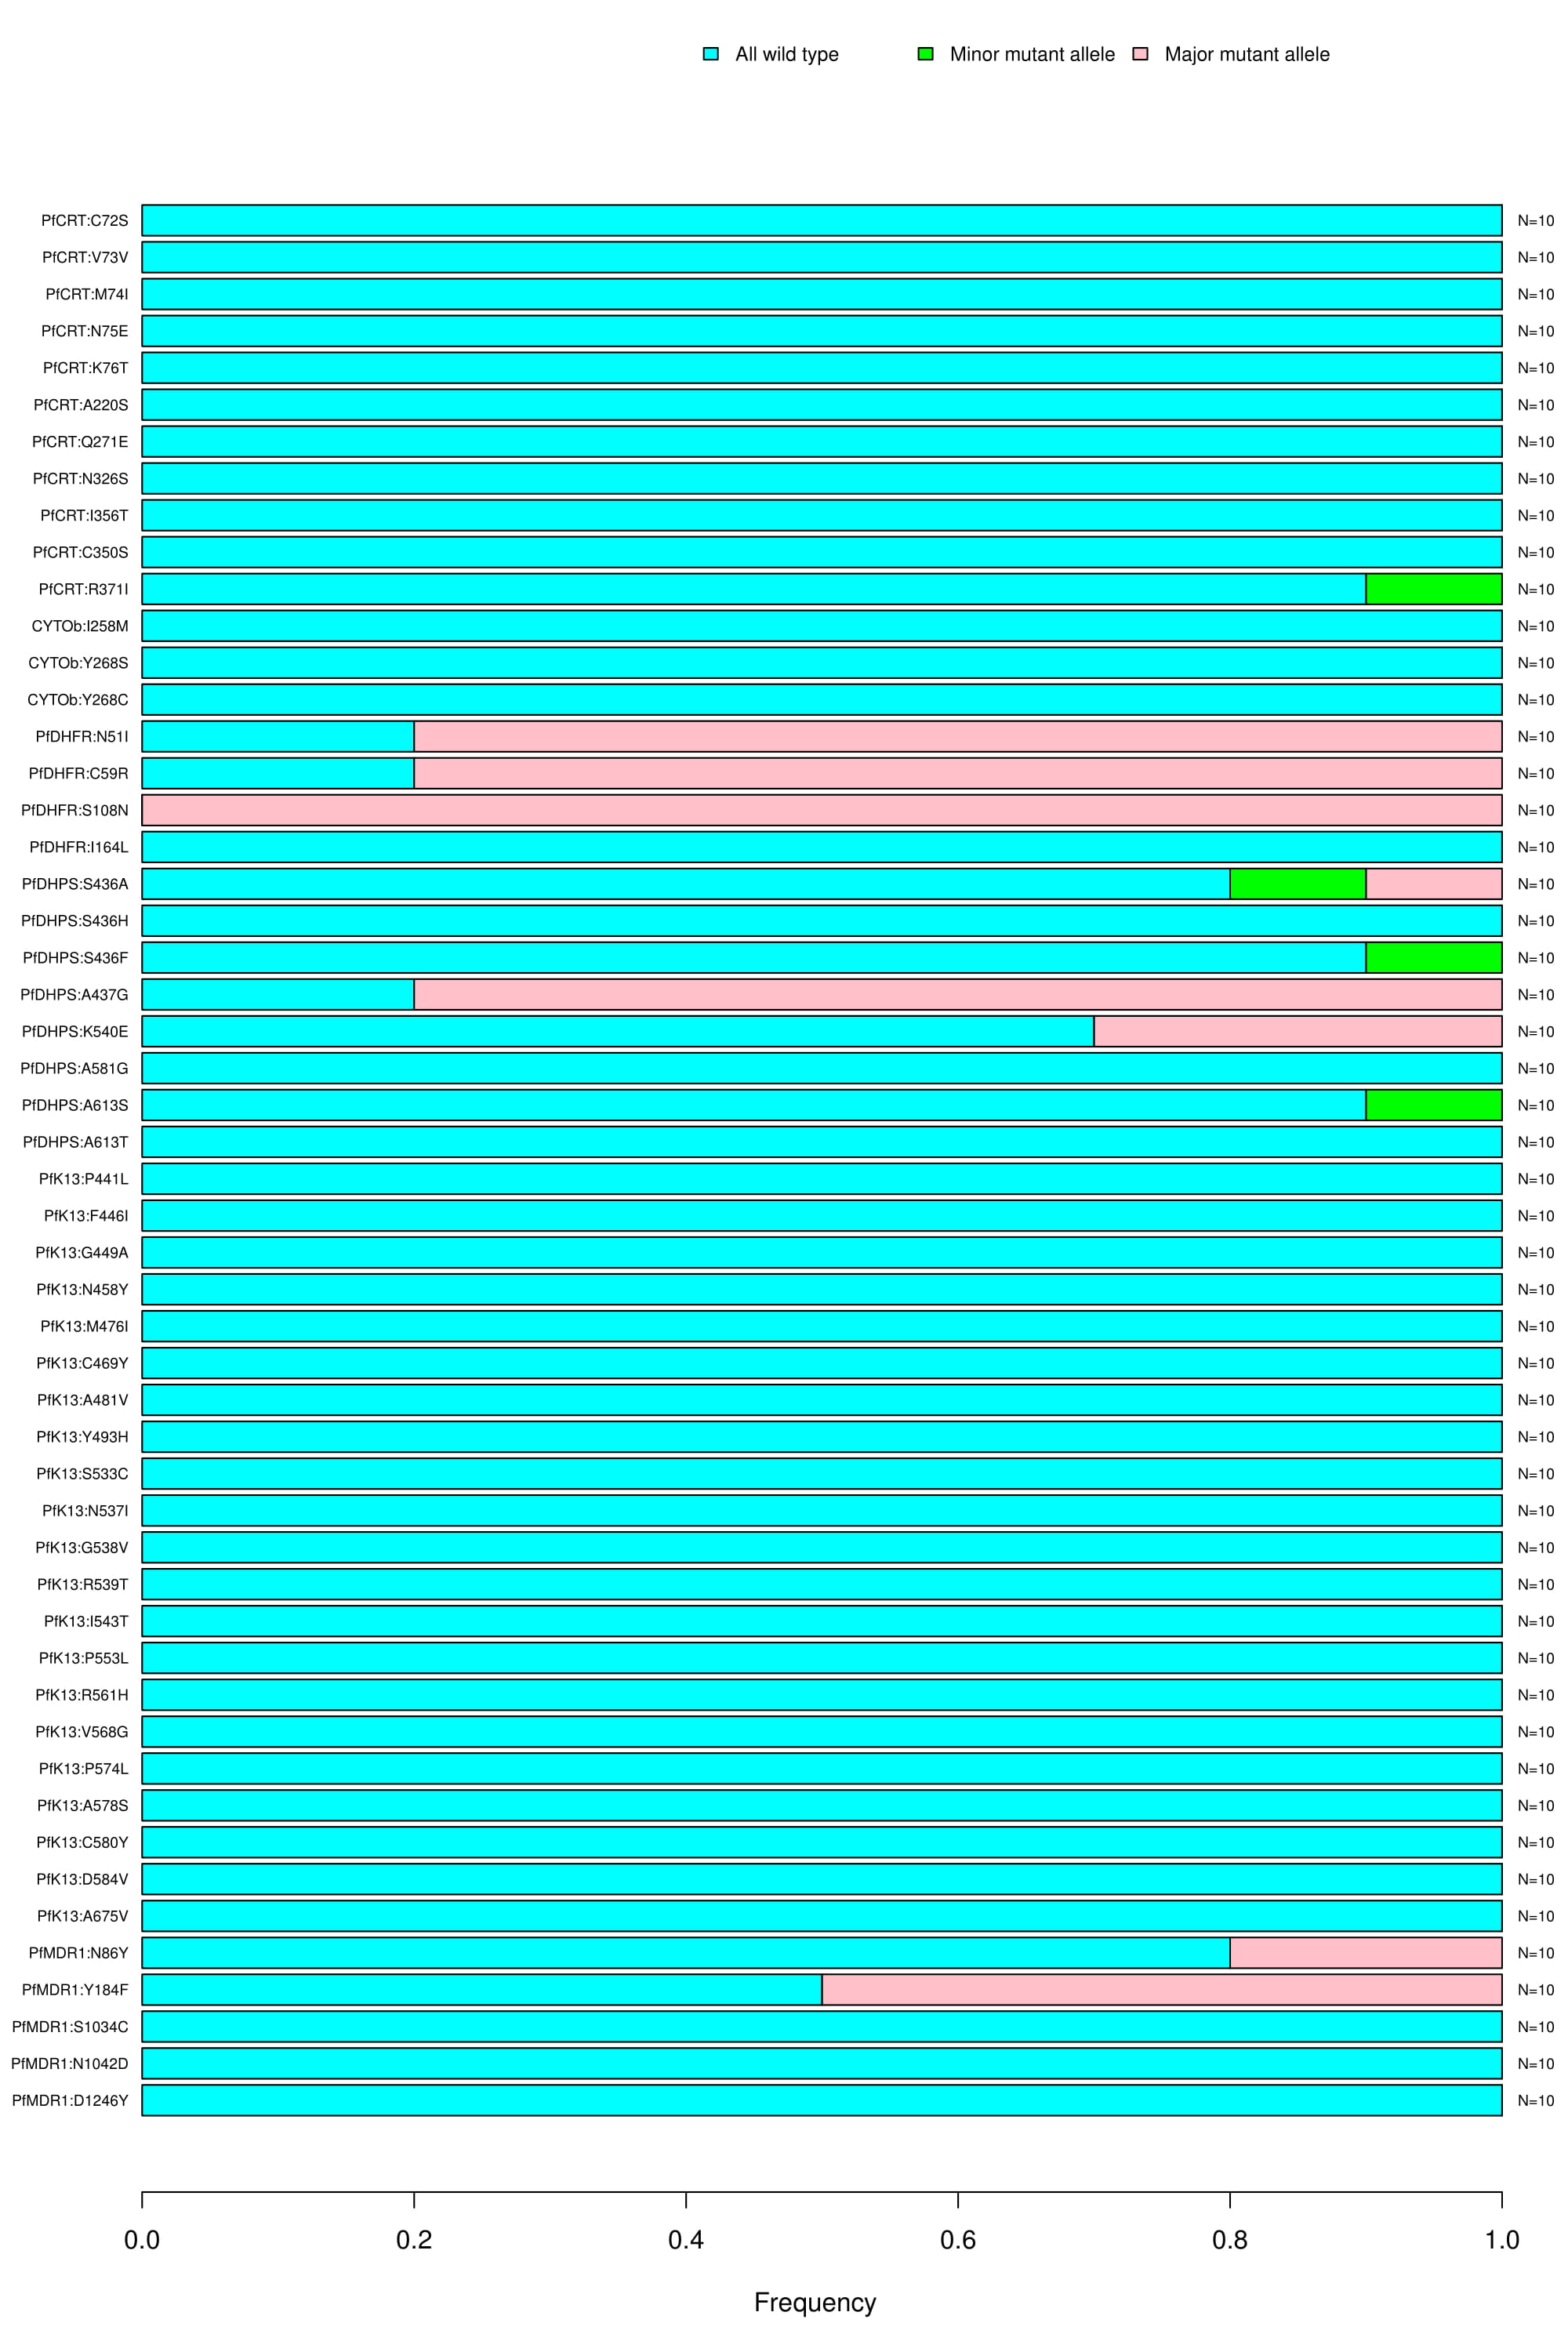 All wild type Minor mutant allele Major mutant allele
PfCRT:C72S N=10
PfCRT:V73V N=10
PfCRT:M74I N=10
PfCRT:N75E N=10
PfCRT:K76T N=10
PfCRT:A220S N=10
PfCRT:Q271E N=10
PfCRT:N326S N=10
PfCRT:I356T N=10
PfCRT:C350S N=10
PfCRT:R371I N=10
CYTOb:I258M N=10
CYTOb:Y268S N=10
CYTOb:Y268C N=10
PfDHFR:N51I N=10
PfDHFR:C59R N=10
PfDHFR:S108N N=10
PfDHFR:I164L N=10
PfDHPS:S436A N=10
PfDHPS:S436H N=10
PfDHPS:S436F N=10
PfDHPS:A437G N=10
PfDHPS:K540E N=10
PfDHPS:A581G N=10
PfDHPS:A613S N=10
PfDHPS:A613T N=10
PfK13:P441L N=10
PfK13:F446I N=10
PfK13:G449A N=10
PfK13:N458Y N=10
PfK13:M476I N=10
PfK13:C469Y N=10
PfK13:A481V N=10
PfK13:Y493H N=10
PfK13:S533C N=10
PfK13:N537I N=10
PfK13:G538V N=10
PfK13:R539T N=10
PfK13:I543T N=10
PfK13:P553L N=10
PfK13:R561H N=10
PfK13:V568G N=10
PfK13:P574L N=10
PfK13:A578S N=10
PfK13:C580Y N=10
PfK13:D584V N=10
PfK13:A675V N=10
PfMDR1:N86Y N=10
PfMDR1:Y184F N=10
PfMDR1:S1034C N=10
PfMDR1:N1042D N=10
PfMDR1:D1246Y N=10
0.0 0.2 0.4 0.6 0.8 1.0
Frequency